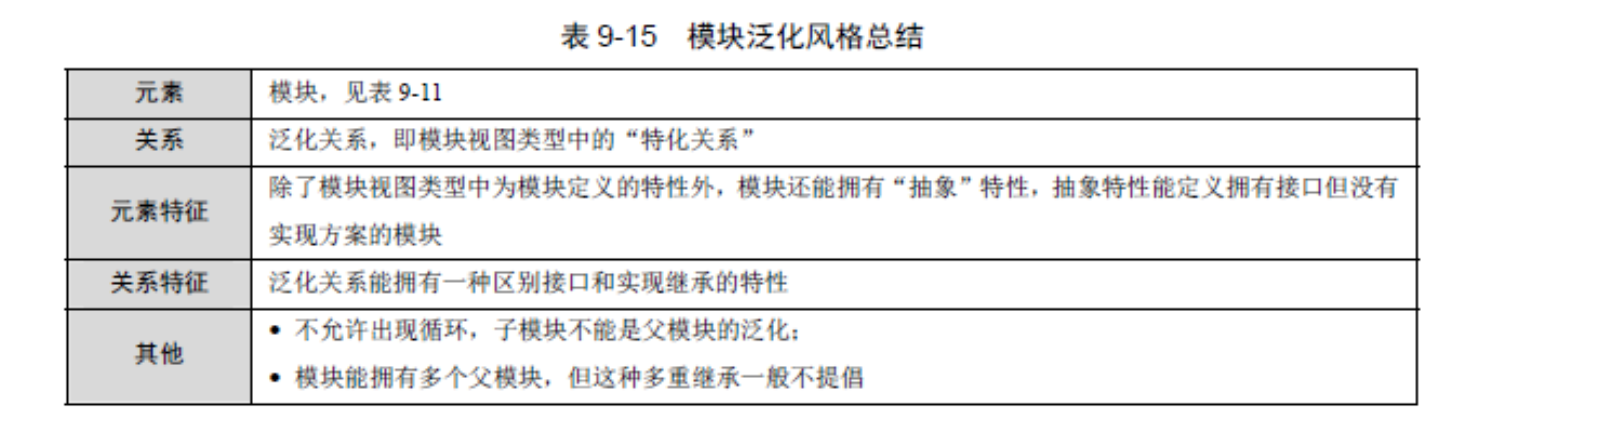 表 9-15 模块泛化风格总结
元素
模块，见表 9-11
关系
泛化关系，即模块视图类型中的“特化关系”
元素特征
除了模块视图类型中为模块定义的特性外，模块还能拥有“抽象”特性，抽象特性能定义拥有接口但没有
实现方案的模块
关系特征
泛化关系能拥有一种区别接口和实现继承的特性
其他
• 不允许出现循环，子模块不能是父模块的泛化；
• 模块能拥有多个父模块，但这种多重继承一般不提倡